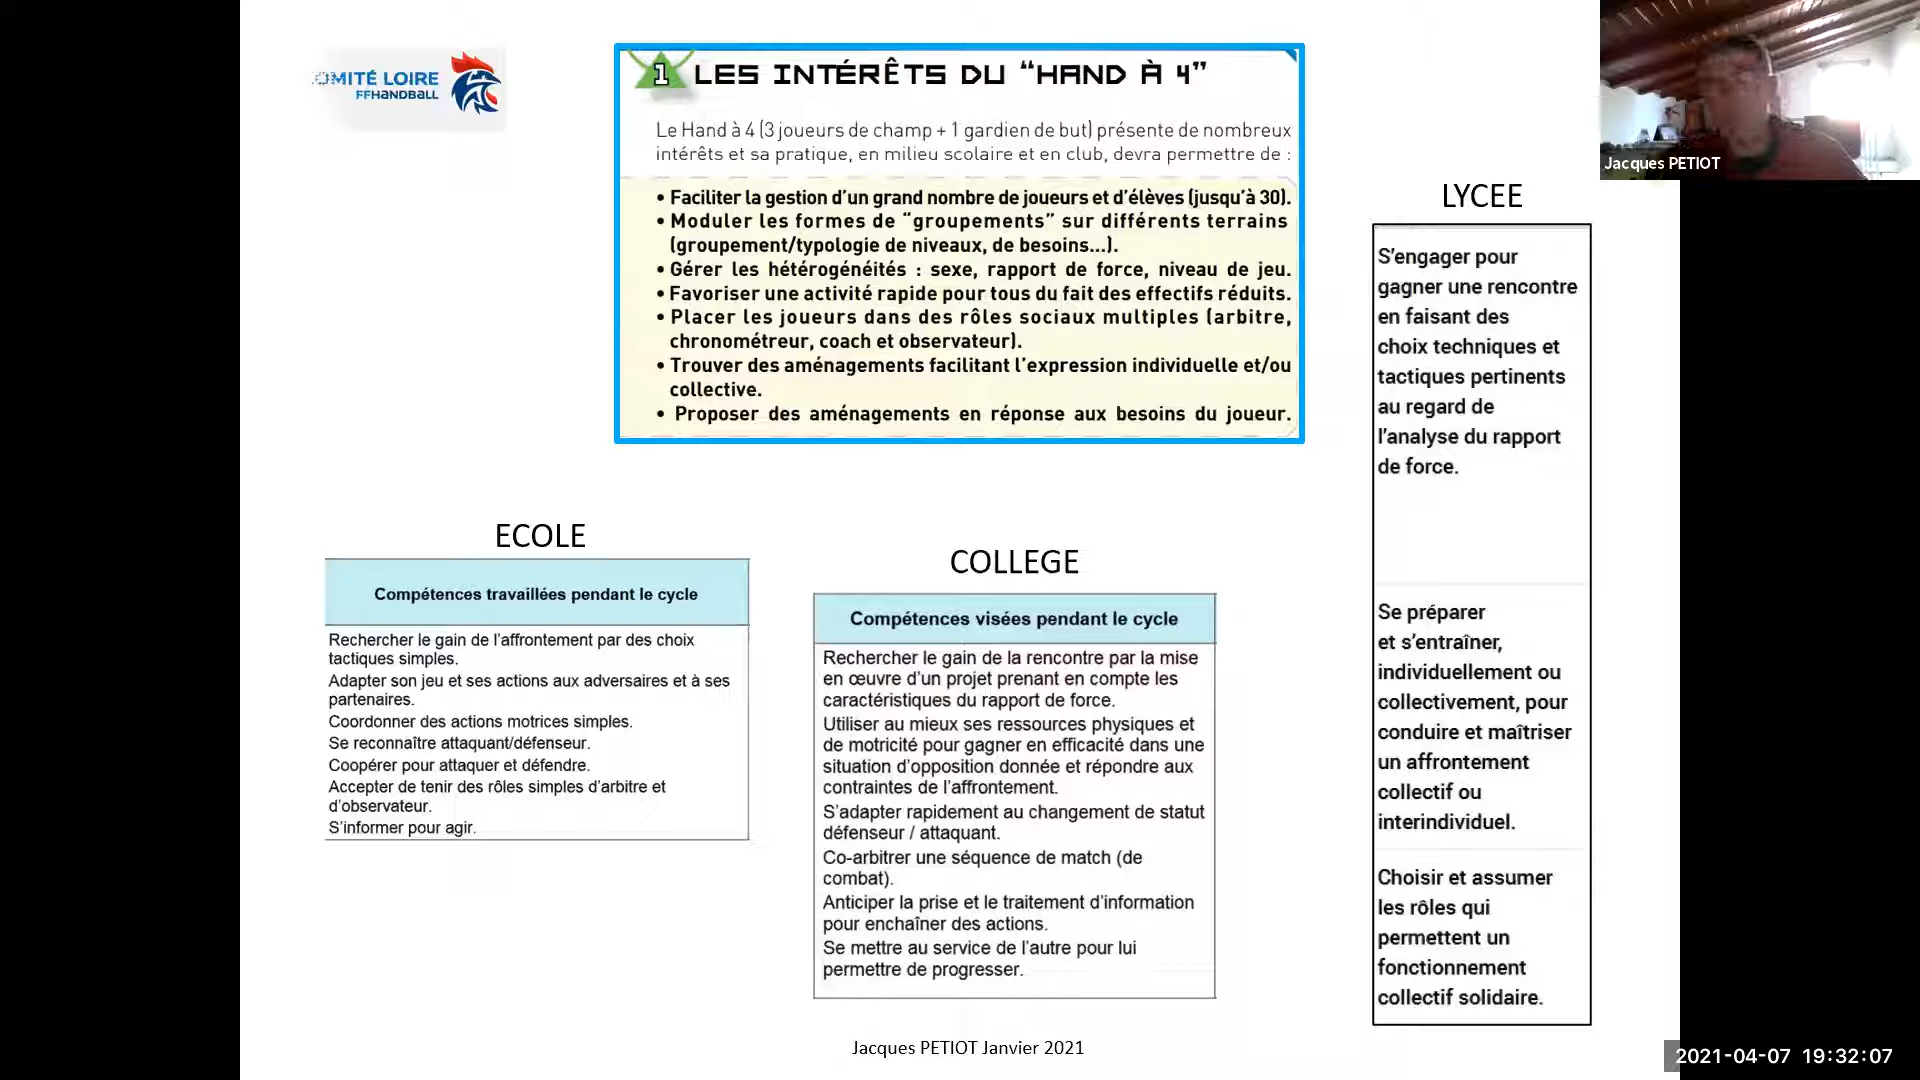 OMITÉ LOIRE
FFHANDBALL
1 LES INTÉRÊTS DU “HAND À 4”
Le Hand à 4 (3 joueurs de champ + 1 gardien de but) présente de nombreux
intérêts et sa pratique, en milieu scolaire et en club, devra permettre de :
• Faciliter la gestion d’un grand nombre de joueurs et d’élèves (jusqu’à 30).
• Moduler les formes de “groupements” sur différents terrains
(groupement/typologie de niveaux, de besoins...).
• Gérer les hétérogénéités : sexe, rapport de force, niveau de jeu.
• Favoriser une activité rapide pour tous du fait des effectifs réduits.
• Placer les joueurs dans des rôles sociaux multiples (arbitre,
chronométreur, coach et observateur).
• Trouver des aménagements facilitant l’expression individuelle et/ou
collective.
• Proposer des aménagements en réponse aux besoins du joueur.
Jacques PETIOT
ECOLE
Compétences travaillées pendant le cycle
Rechercher le gain de l’affrontement par des choix
tactiques simples.
Adapter son jeu et ses actions aux adversaires et à ses
partenaires.
Coordonner des actions motrices simples.
Se reconnaître attaquant/défenseur.
Coopérer pour attaquer et défendre.
Accepter de tenir des rôles simples d’arbitre et
d’observateur.
S’informer pour agir.
COLLEGE
Compétences visées pendant le cycle
Rechercher le gain de la rencontre par la mise
en œuvre d’un projet prenant en compte les
caractéristiques du rapport de force.
Utiliser au mieux ses ressources physiques et
de motricité pour gagner en efficacité dans une
situation d’opposition donnée et répondre aux
contraintes de l’affrontement.
S’adapter rapidement au changement de statut
défenseur / attaquant.
Co-arbitrer une séquence de match (de
combat).
Anticiper la prise et le traitement d’information
pour enchaîner des actions.
Se mettre au service de l’autre pour lui
permettre de progresser.
LYCEE
S’engager pour
gagner une rencontre
en faisant des
choix techniques et
tactiques pertinents
au regard de
l’analyse du rapport
de force.
Se préparer
et s’entraîner,
individuellement ou
collectivement, pour
conduire et maîtriser
un affrontement
collectif ou
interindividuel.
Choisir et assumer
les rôles qui
permettent un
fonctionnement
collectif solidaire.
Jacques PETIOT Janvier 2021
2021-04-07 19:32:07